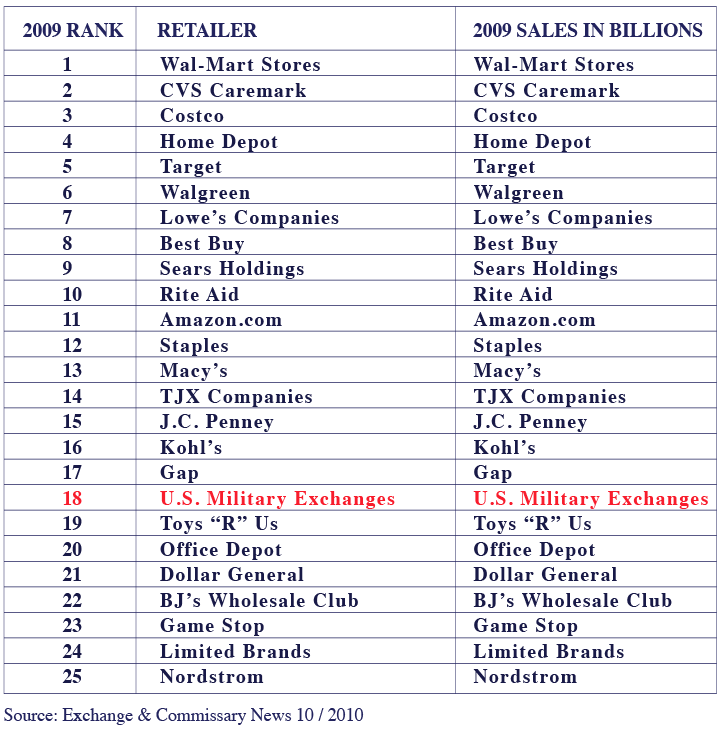 2009 RANK RETAILER 2009 SALES IN BILLIONS
1 Wal-Mart Stores Wal-Mart Stores
2 CVS Caremark CVS Caremark
3 Costco Costco
4 Home Depot Home Depot
5 Target Target
6 Walgreen Walgreen
7 Lowe’s Companies Lowe’s Companies
8 Best Buy Best Buy
9 Sears Holdings Sears Holdings
10 Rite Aid Rite Aid
11 Amazon.com Amazon.com
12 Staples Staples
13 Macy’s Macy’s
14 TJX Companies TJX Companies
15 J.C. Penney J.C. Penney
16 Kohl’s Kohl’s
17 Gap Gap
18 U.S. Military Exchanges U.S. Military Exchanges
19 Toys “R” Us Toys “R” Us
20 Office Depot Office Depot
21 Dollar General Dollar General
22 BJ’s Wholesale Club BJ’s Wholesale Club
23 Game Stop Game Stop
24 Limited Brands Limited Brands
25 Nordstrom Nordstrom
Source: Exchange & Commissary News 10 / 2010